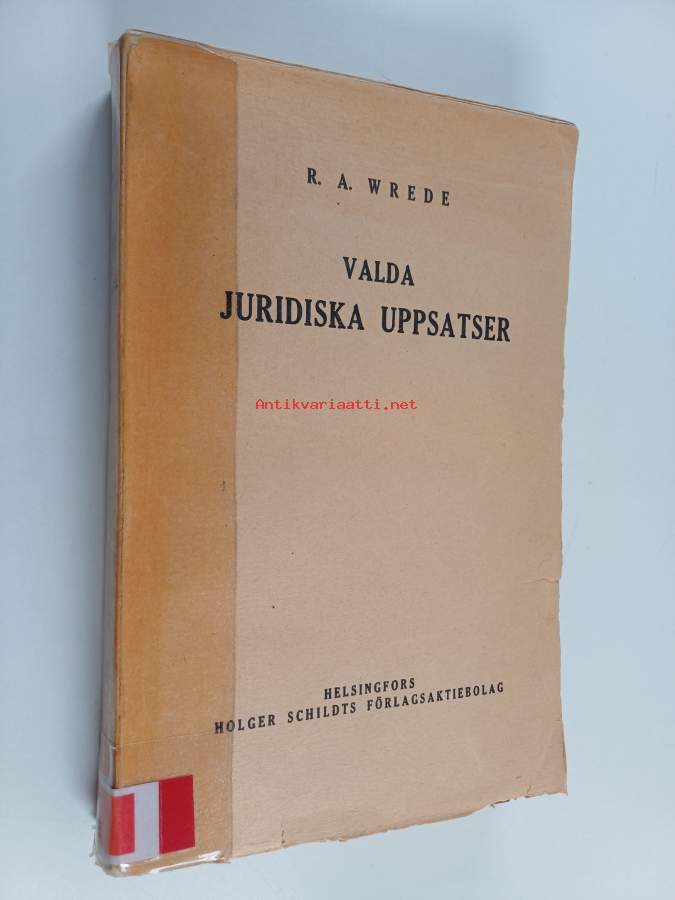 R. A. WREDE
VALDA
JURIDISKA UPPSATSER
Antikvariaatti.net
HELSINGFORS
HOLGER SCHILDTS FÖRLAGSAKTIEBOLAG